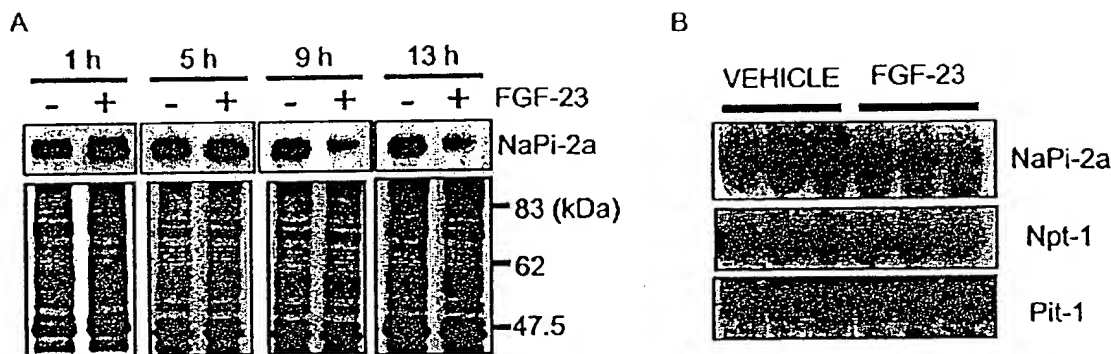 A
1 h 5 h 9 h 13 h
- + - + - + - + FGF-23
NaPi-2a
83 (kDa)
62
47.5
B
VEHICLE FGF-23
NaPi-2a
Npt-1
Pit-1